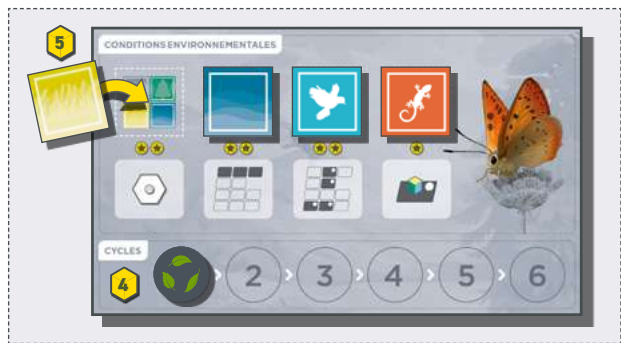 5
CONDITIONS ENVIRONNEMENTALES
CYCLES
4
2 3 4 5 6